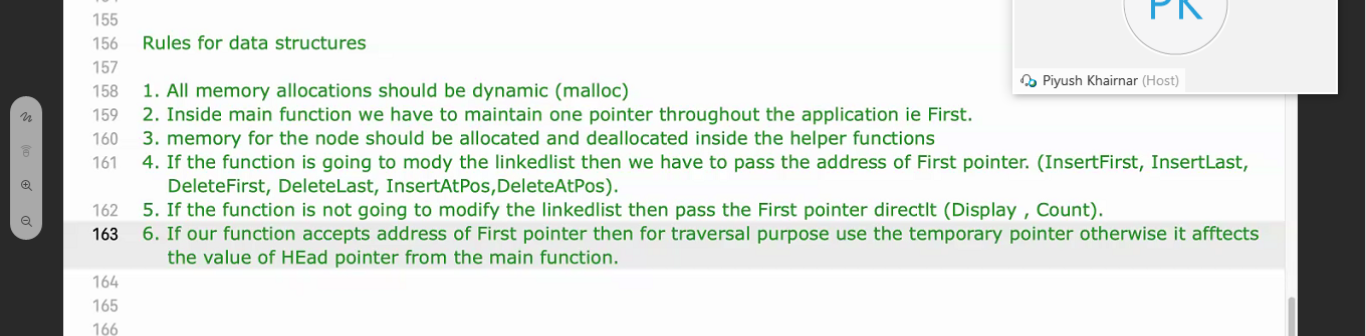 155
156 Rules for data structures
157
158 1. All memory allocations should be dynamic (malloc)
159 2. Inside main function we have to maintain one pointer throughout the application ie First.
160 3. memory for the node should be allocated and deallocated inside the helper functions
161 4. If the function is going to mody the linkedlist then we have to pass the address of First pointer. (InsertFirst, InsertLast,
DeleteFirst, DeleteLast, InsertAtPos,DeleteAtPos).
162 5. If the function is not going to modify the linkedlist then pass the First pointer directlt (Display , Count).
163 6. If our function accepts address of First pointer then for traversal purpose use the temporary pointer otherwise it afftects
the value of HEad pointer from the main function.
164
165
166
PK
Piyush Khairnar (Host)